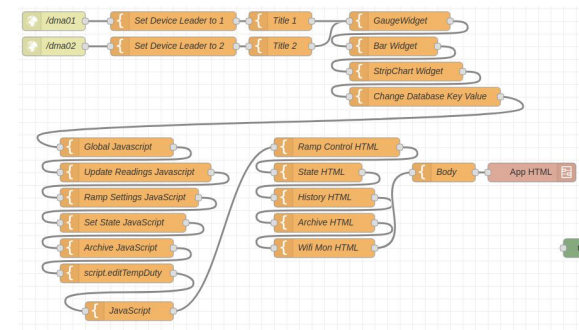 /dma01
Set Device Leader to 1
Title 1
GaugeWidget
/dma02
Set Device Leader to 2
Title 2
Bar Widget
StripChart Widget
Change Database Key Value
Global Javascript
Update Readings Javascript
Ramp Settings JavaScript
Set State JavaScript
Archive JavaScript
script.editTempDuty
JavaScript
Ramp Control HTML
State HTML
History HTML
Archive HTML
Wifi Mon HTML
Body
App HTML